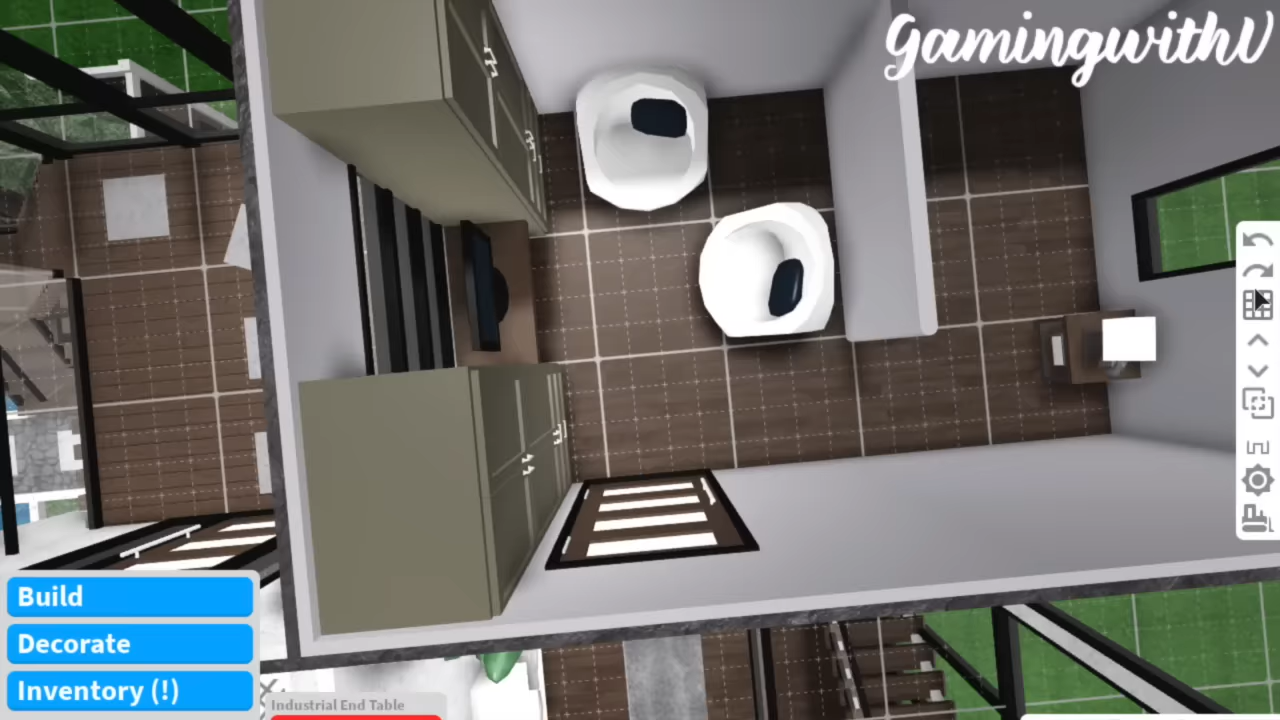 GamingwithV
Build
Decorate
Inventory (!)
Industrial End Table